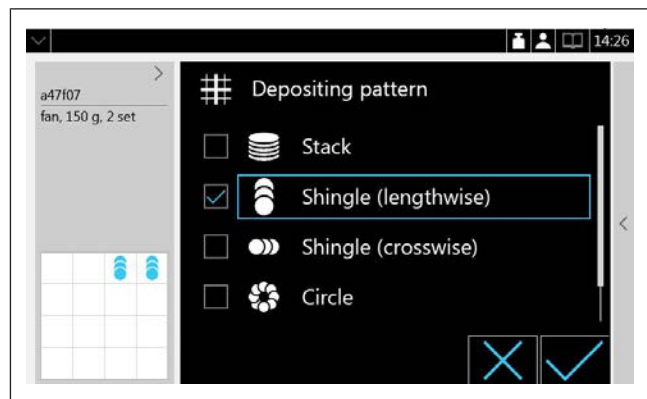 14:26
a47f07
fan, 150 g, 2 set
Depositing pattern
Stack
Shingle (lengthwise)
Shingle (crosswise)
Circle